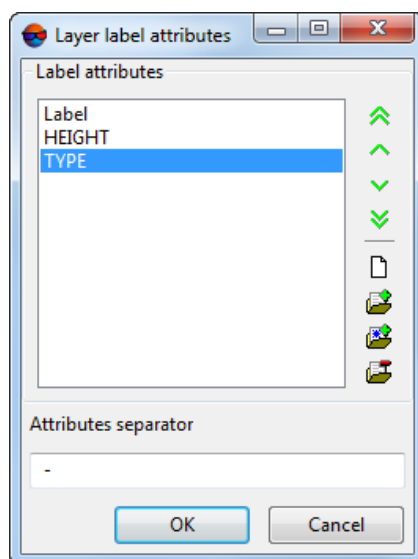 Layer label attributes
Label attributes
Label
HEIGHT
TYPE
Attributes separator
-
OK
Cancel